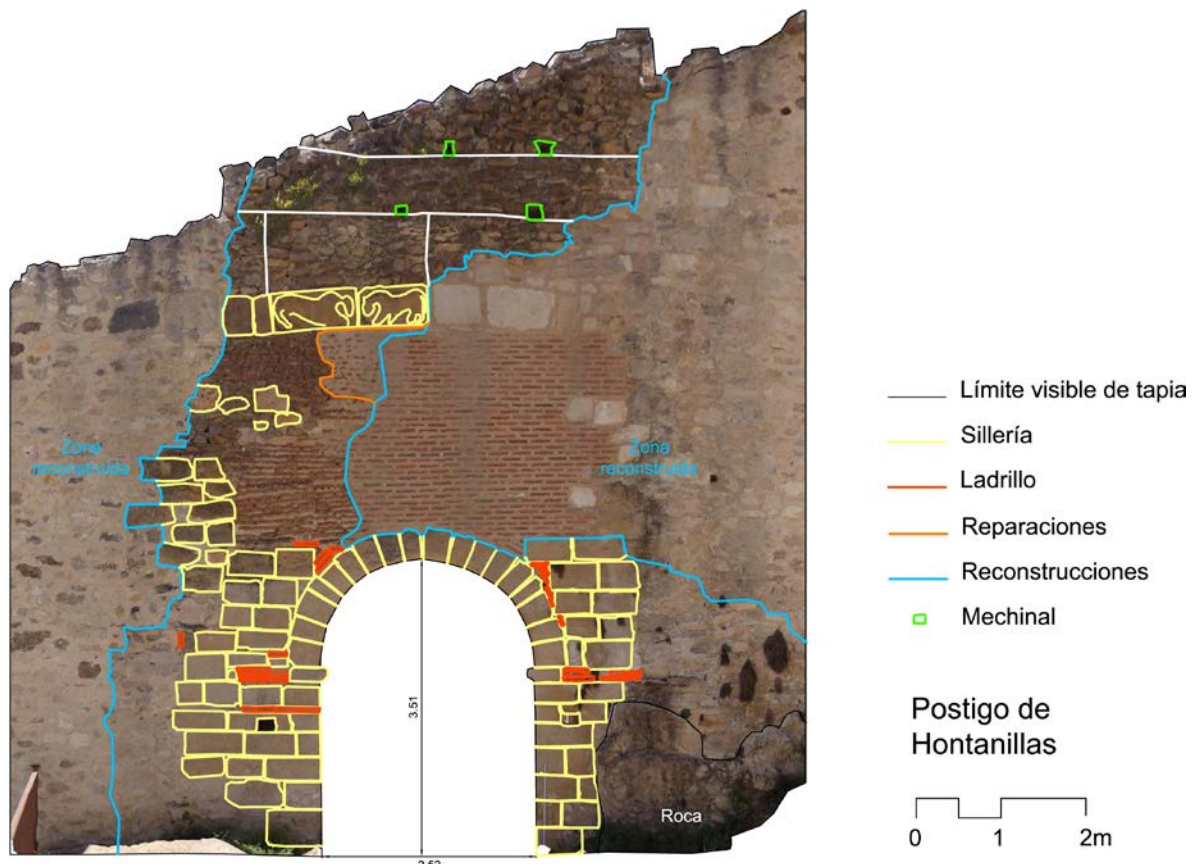 Zona
reconstruida
Zona
reconstruida
3.51
Roca
Límite visible de tapia
Sillería
Ladrillo
Reparaciones
Reconstrucciones
Mechinal
Postigo de
Hontanillas
0 1 2m